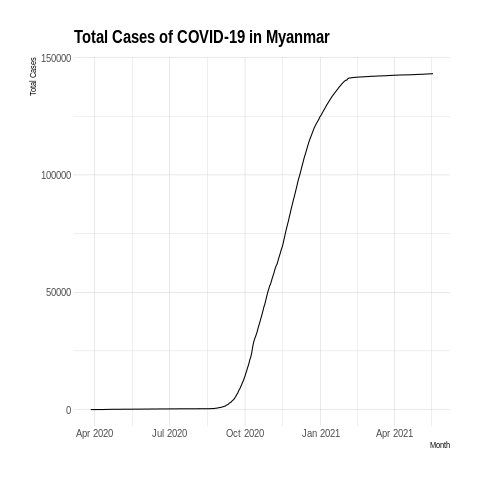 Total Cases of COVID-19 in Myanmar
Total Cases
150000
100000
50000
0
Apr 2020 Jul 2020 Oct 2020 Jan 2021 Apr 2021
Month